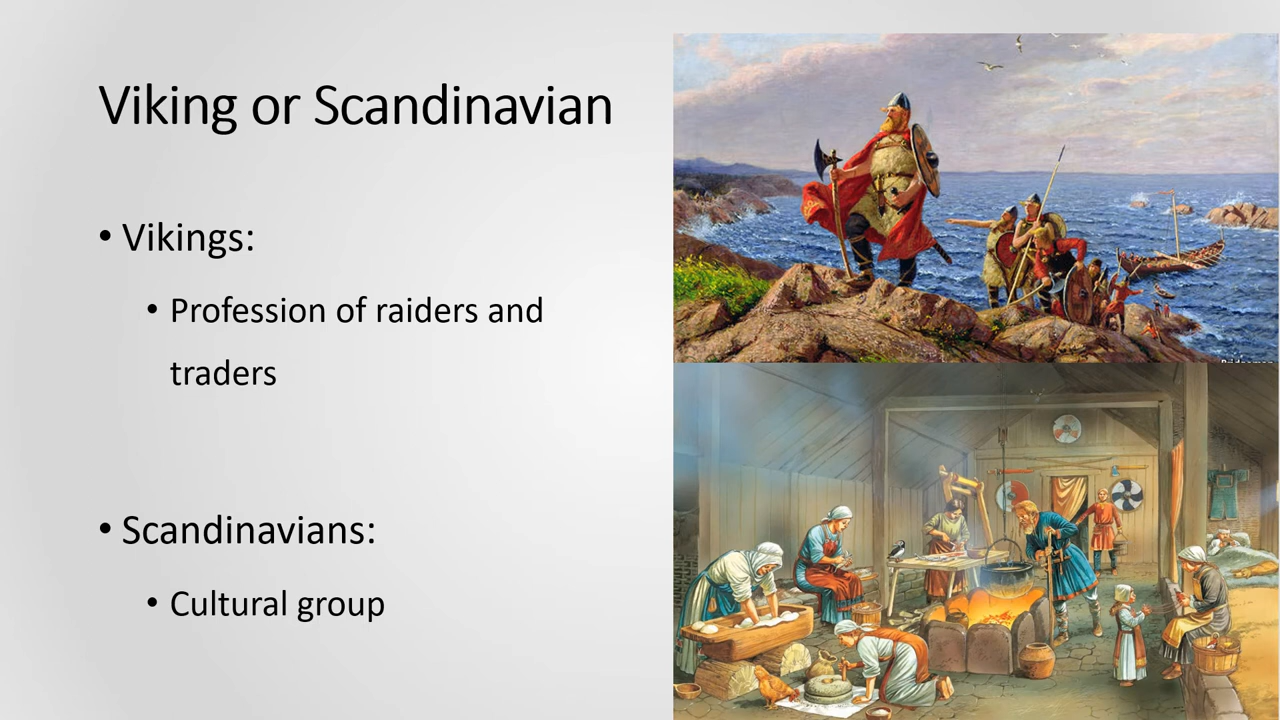 Viking or Scandinavian
• Vikings:
• Profession of raiders and
traders
• Scandinavians:
• Cultural group